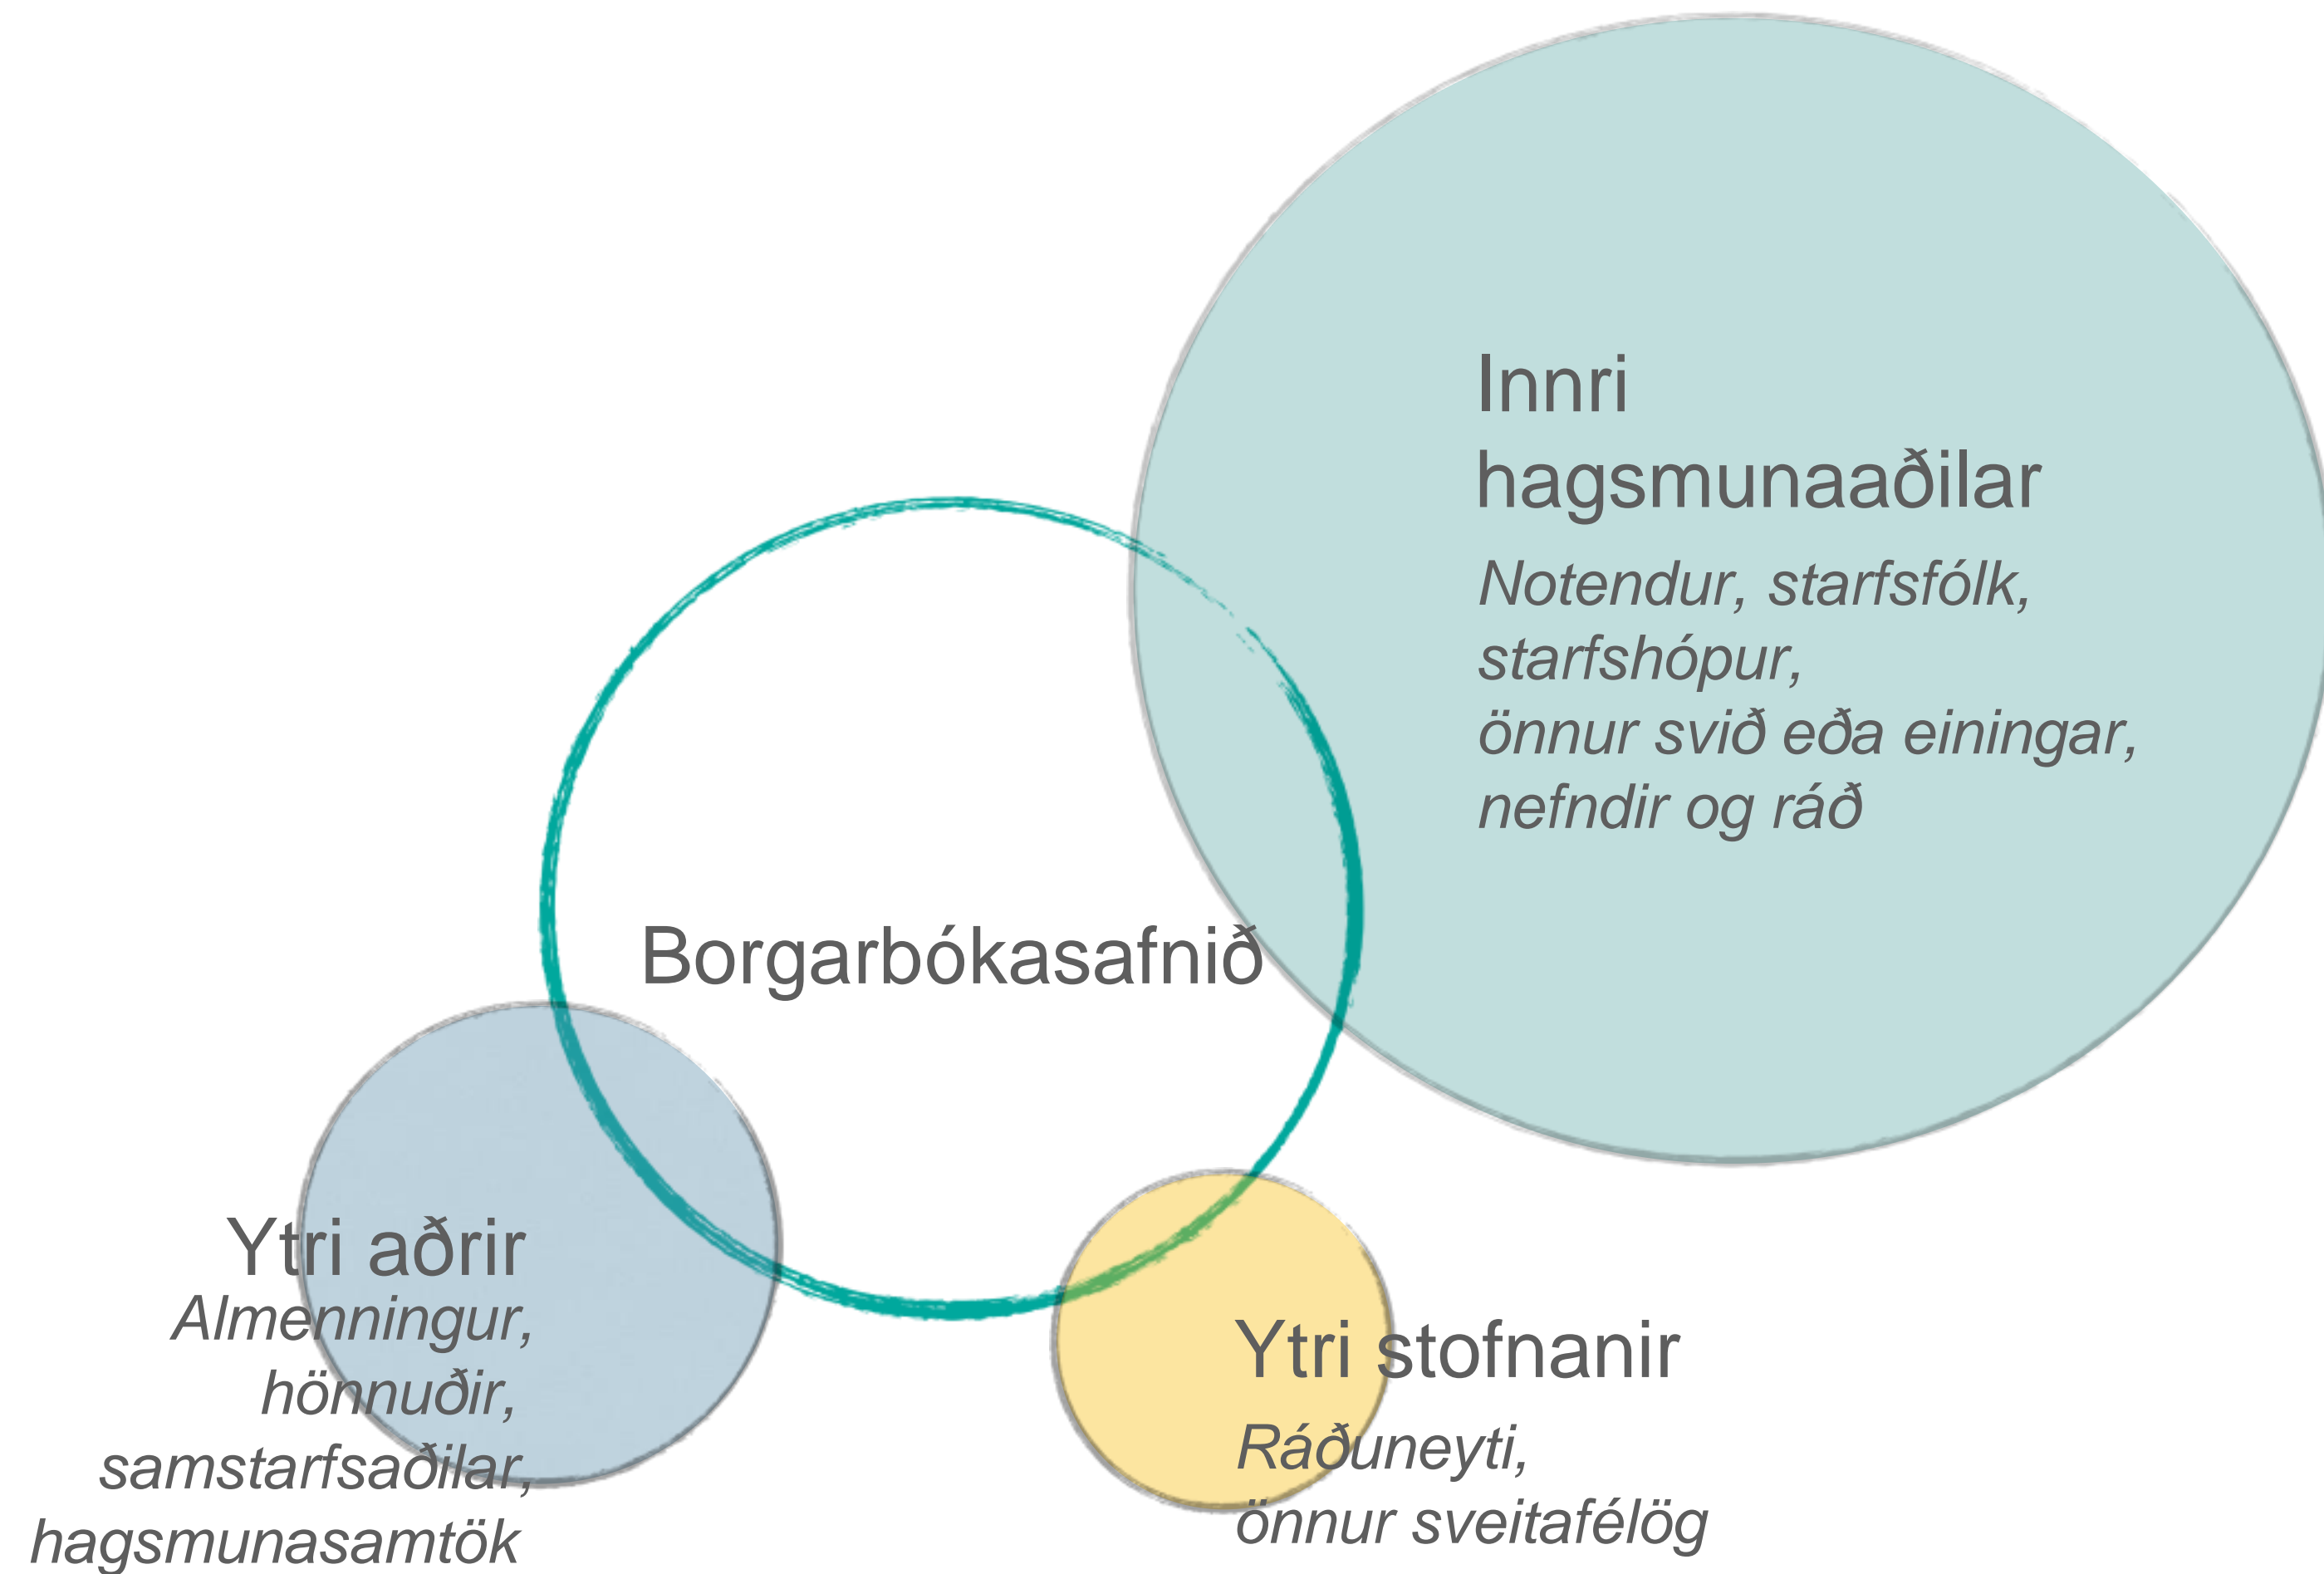 Innri
hagsmunaaðilar
Notendur, starfsfólk,
starfshópur,
önnur svið eða einingar,
nefndir og ráð
Borgarbókasafnið
Ytri aðrir
Almenningur,
hönnuðir,
samstarfsaðilar,
hagsmunasamtök
Ytri stofnanir
Ráðuneyti,
önnur sveitafélög